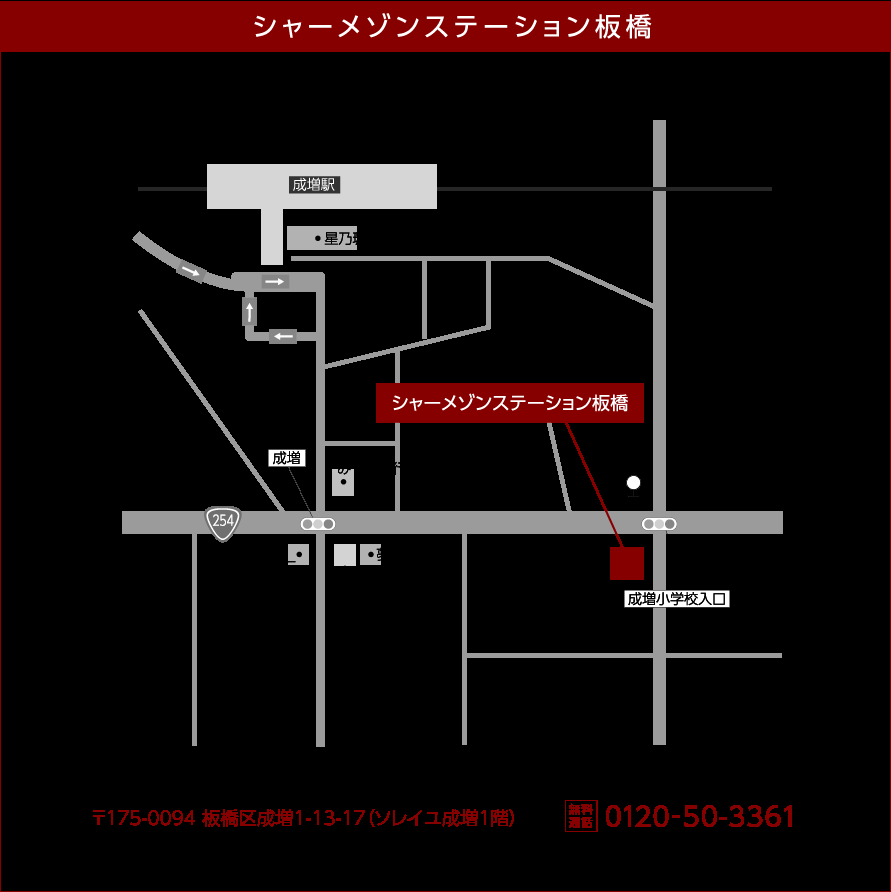 シャーメゾンステーション板橋
成増駅
星乃
シャーメゾンステーション板橋
成増
254
成増小学校入口
〒175-0094 板橋区成増1-13-17(ソレイユ成増1階)
無料通話 0120-50-3361